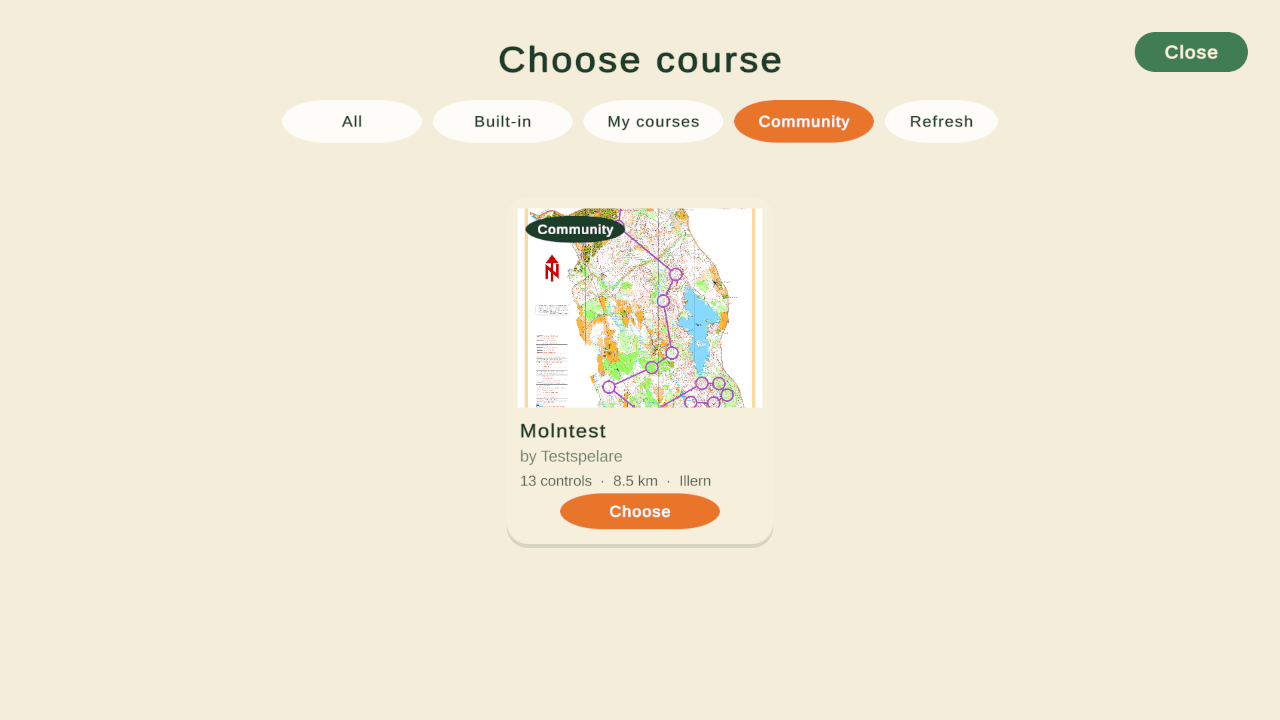 Choose course
Close
All
Built-in
My courses
Community
Refresh
Community
Molntest
by Testspelare
13 controls · 8.5 km · Illern
Choose